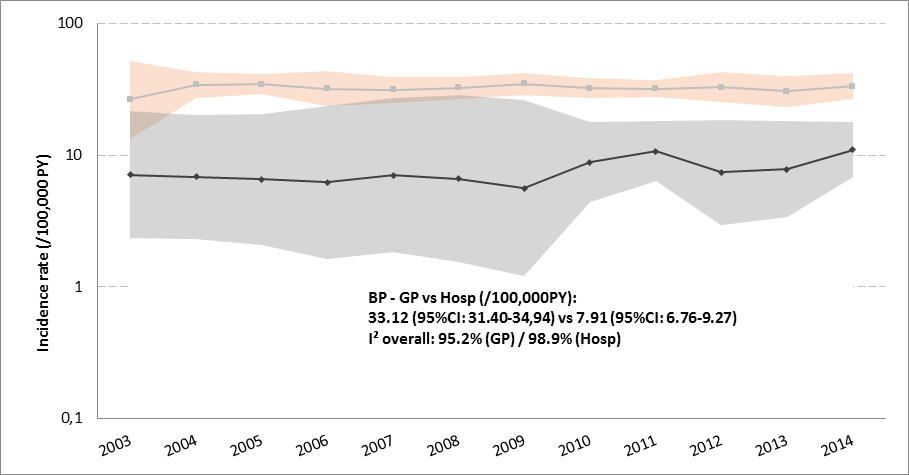 100
10
1
0,1
Incidence rate (/100,000 PY)
BP - GP vs Hosp (/100,000PY):
33.12 (95%CI: 31.40-34,94) vs 7.91 (95%CI: 6.76-9.27)
I² overall: 95.2% (GP) / 98.9% (Hosp)
2003 2004 2005 2006 2007 2008 2009 2010 2011 2012 2013 2014